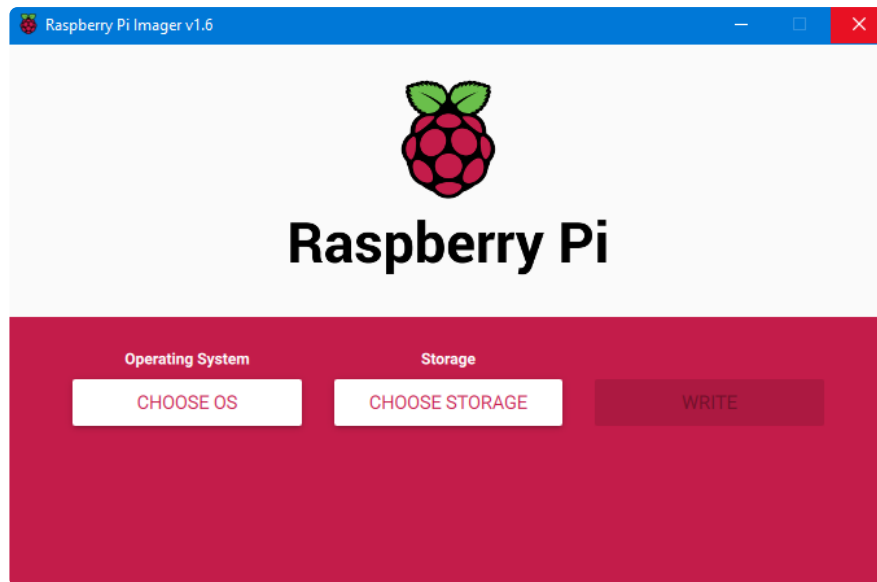 Raspberry Pi Imager v1.6
Raspberry Pi
Operating System
Storage
CHOOSE OS
CHOOSE STORAGE
WRITE